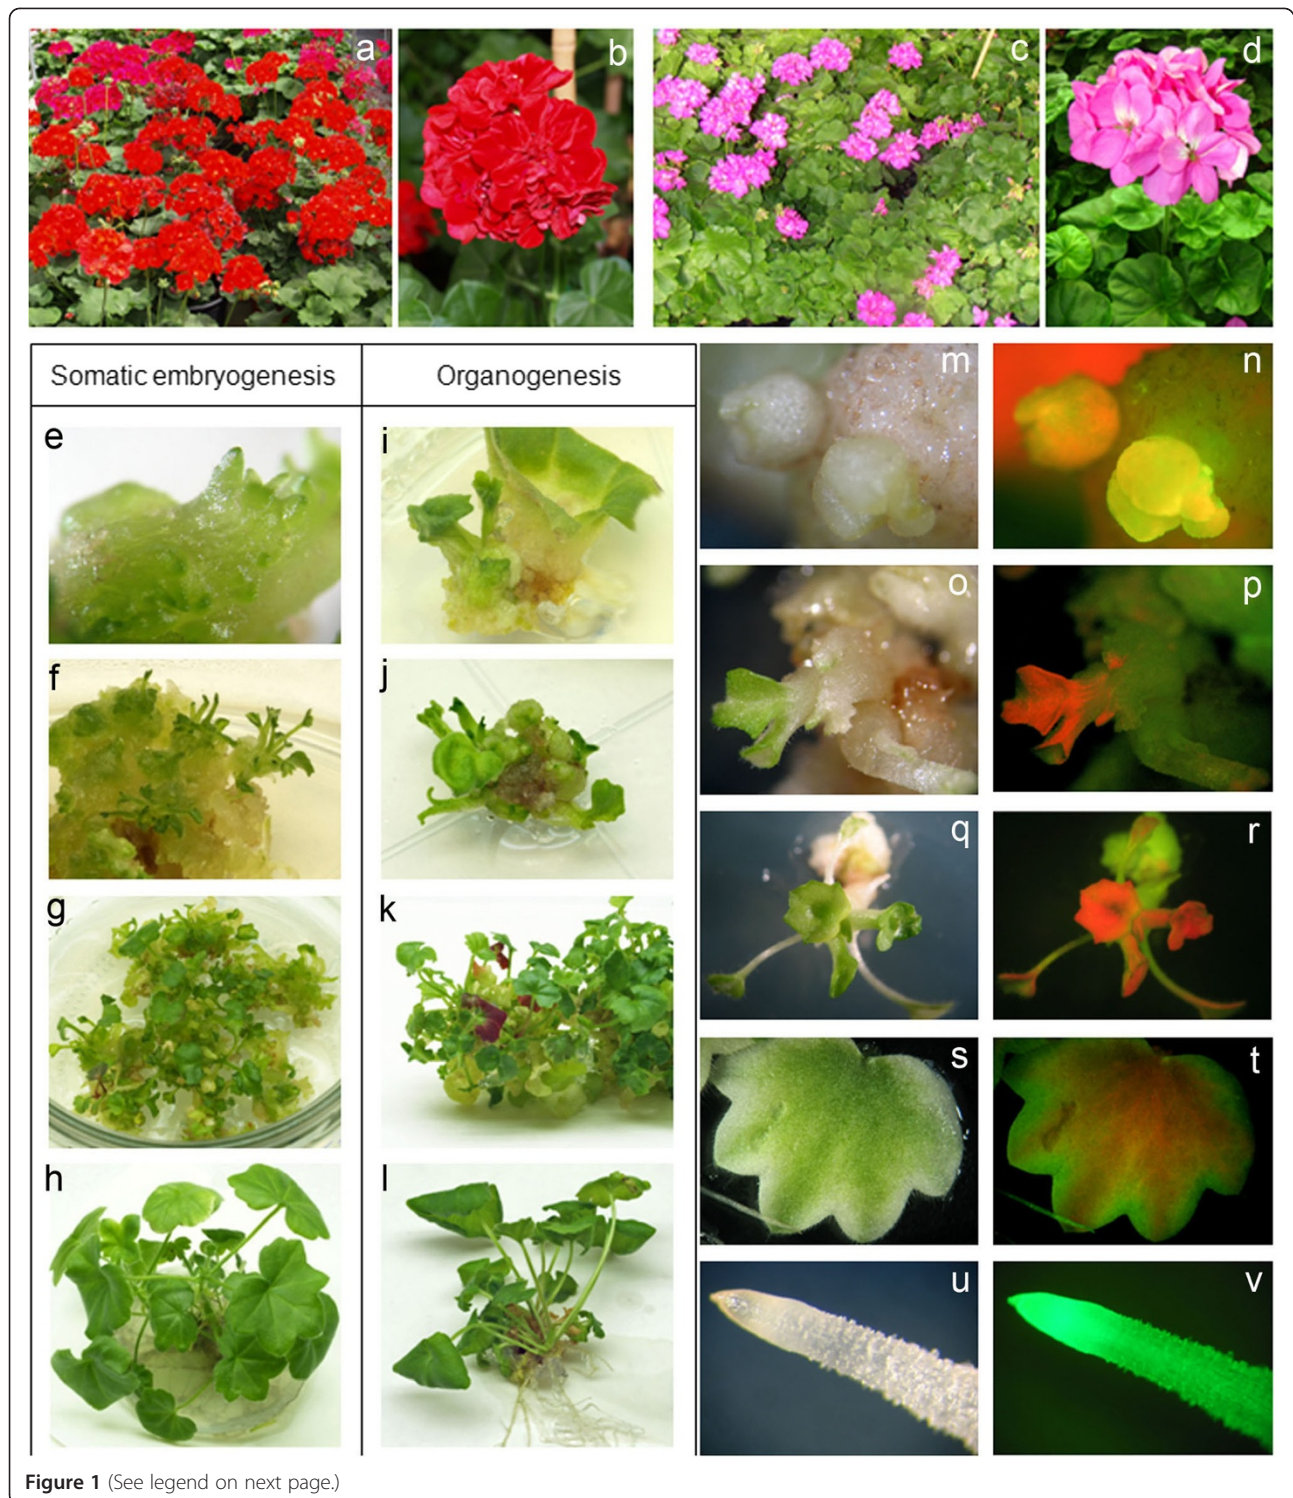 a b c d
Somatic embryogenesis Organogenesis
m n
e i
o p
f j
q r
g k
s t
h l
u v
Figure 1 (See legend on next page.)